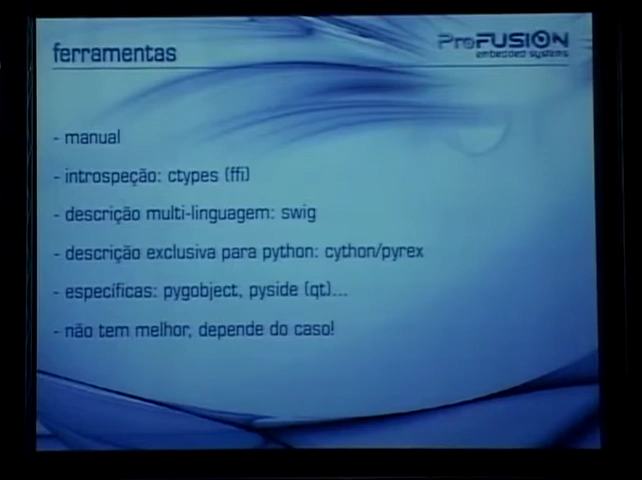 ferramentas
ProFUSION
embedded systems
- manual
- introspeção: ctypes (ffi)
- descrição multi-linguagem: swig
- descrição exclusiva para python: cython/pyrex
- específicas: pygobject, pyside (qt)...
- não tem melhor, depende do caso!